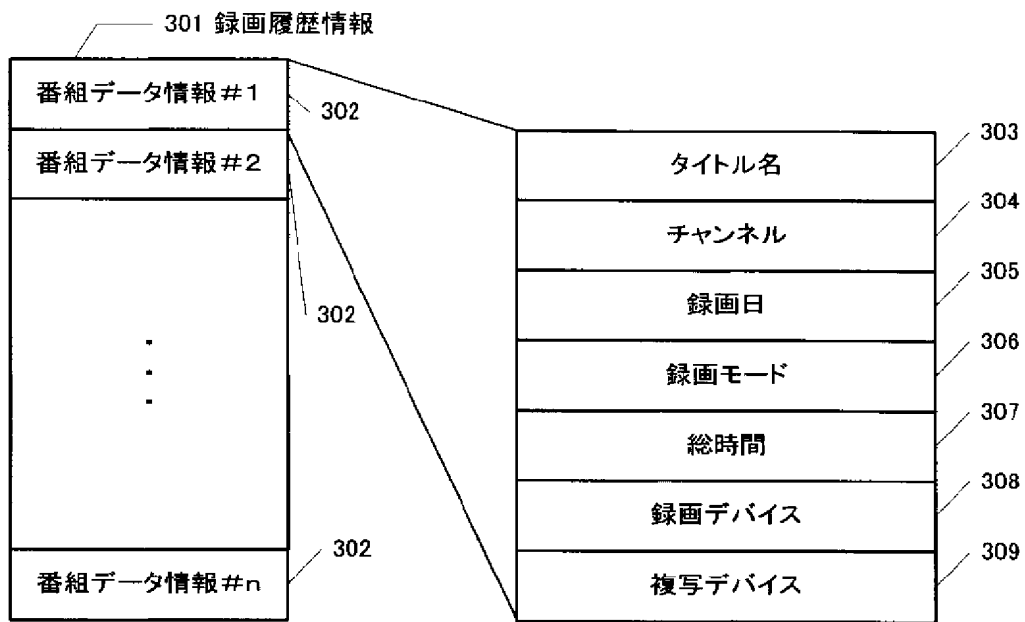 301 録画履歴情報
番組データ情報#1
302
番組データ情報#2
302
・
・
・
番組データ情報#n
302
タイトル名
303
チャンネル
304
録画日
305
録画モード
306
総時間
307
録画デバイス
308
複写デバイス
309